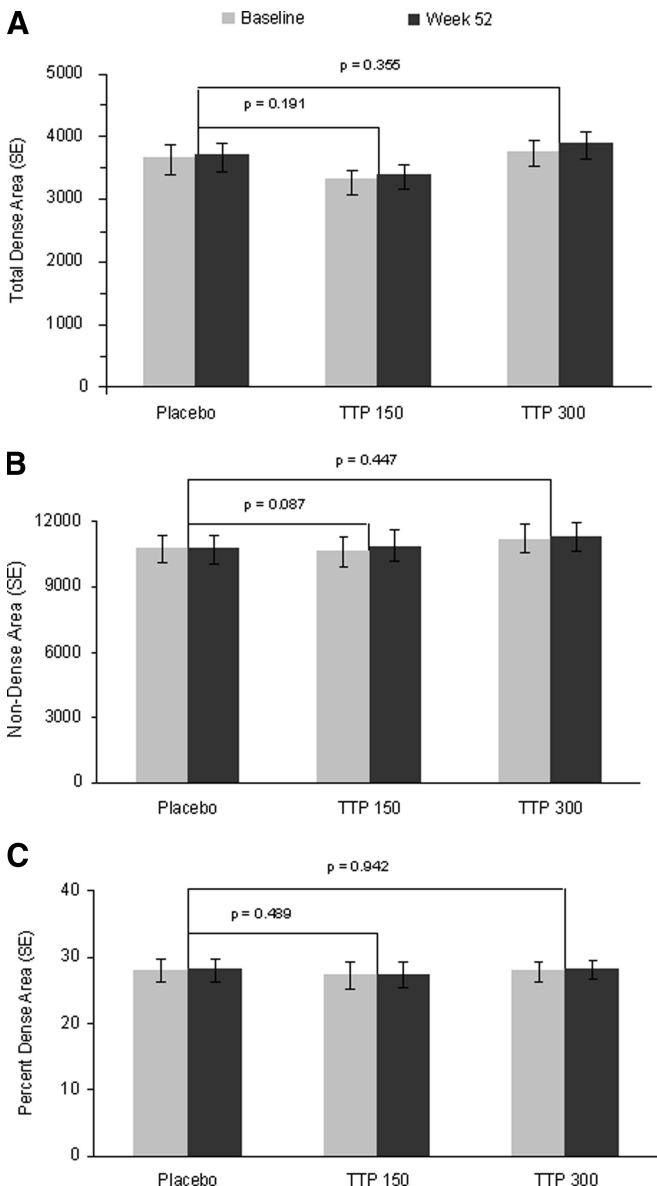 A
Baseline
Week 52
p = 0.355
p = 0.191
Total Dense Area (SE)
5000
4000
3000
2000
1000
0
Placebo
TTP 150
TTP 300
B
p = 0.447
p = 0.087
Non-Dense Area (SE)
12000
9000
6000
3000
0
Placebo
TTP 150
TTP 300
C
p = 0.942
p = 0.489
Percent Dense Area (SE)
40
30
20
10
0
Placebo
TTP 150
TTP 300